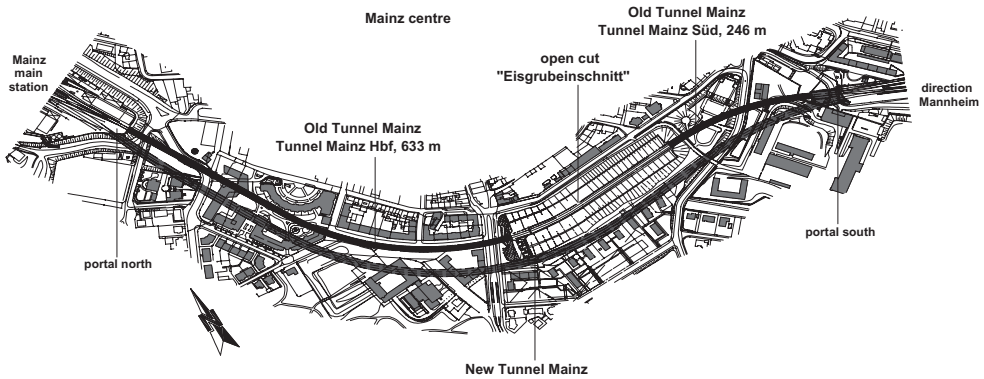 Mainz centre
Old Tunnel Mainz
Tunnel Mainz Süd, 246 m
open cut
"Eisgrubeinschnitt"
Mainz
main
station
direction
Mannheim
Old Tunnel Mainz
Tunnel Mainz Hbf, 633 m
portal north
portal south
New Tunnel Mainz